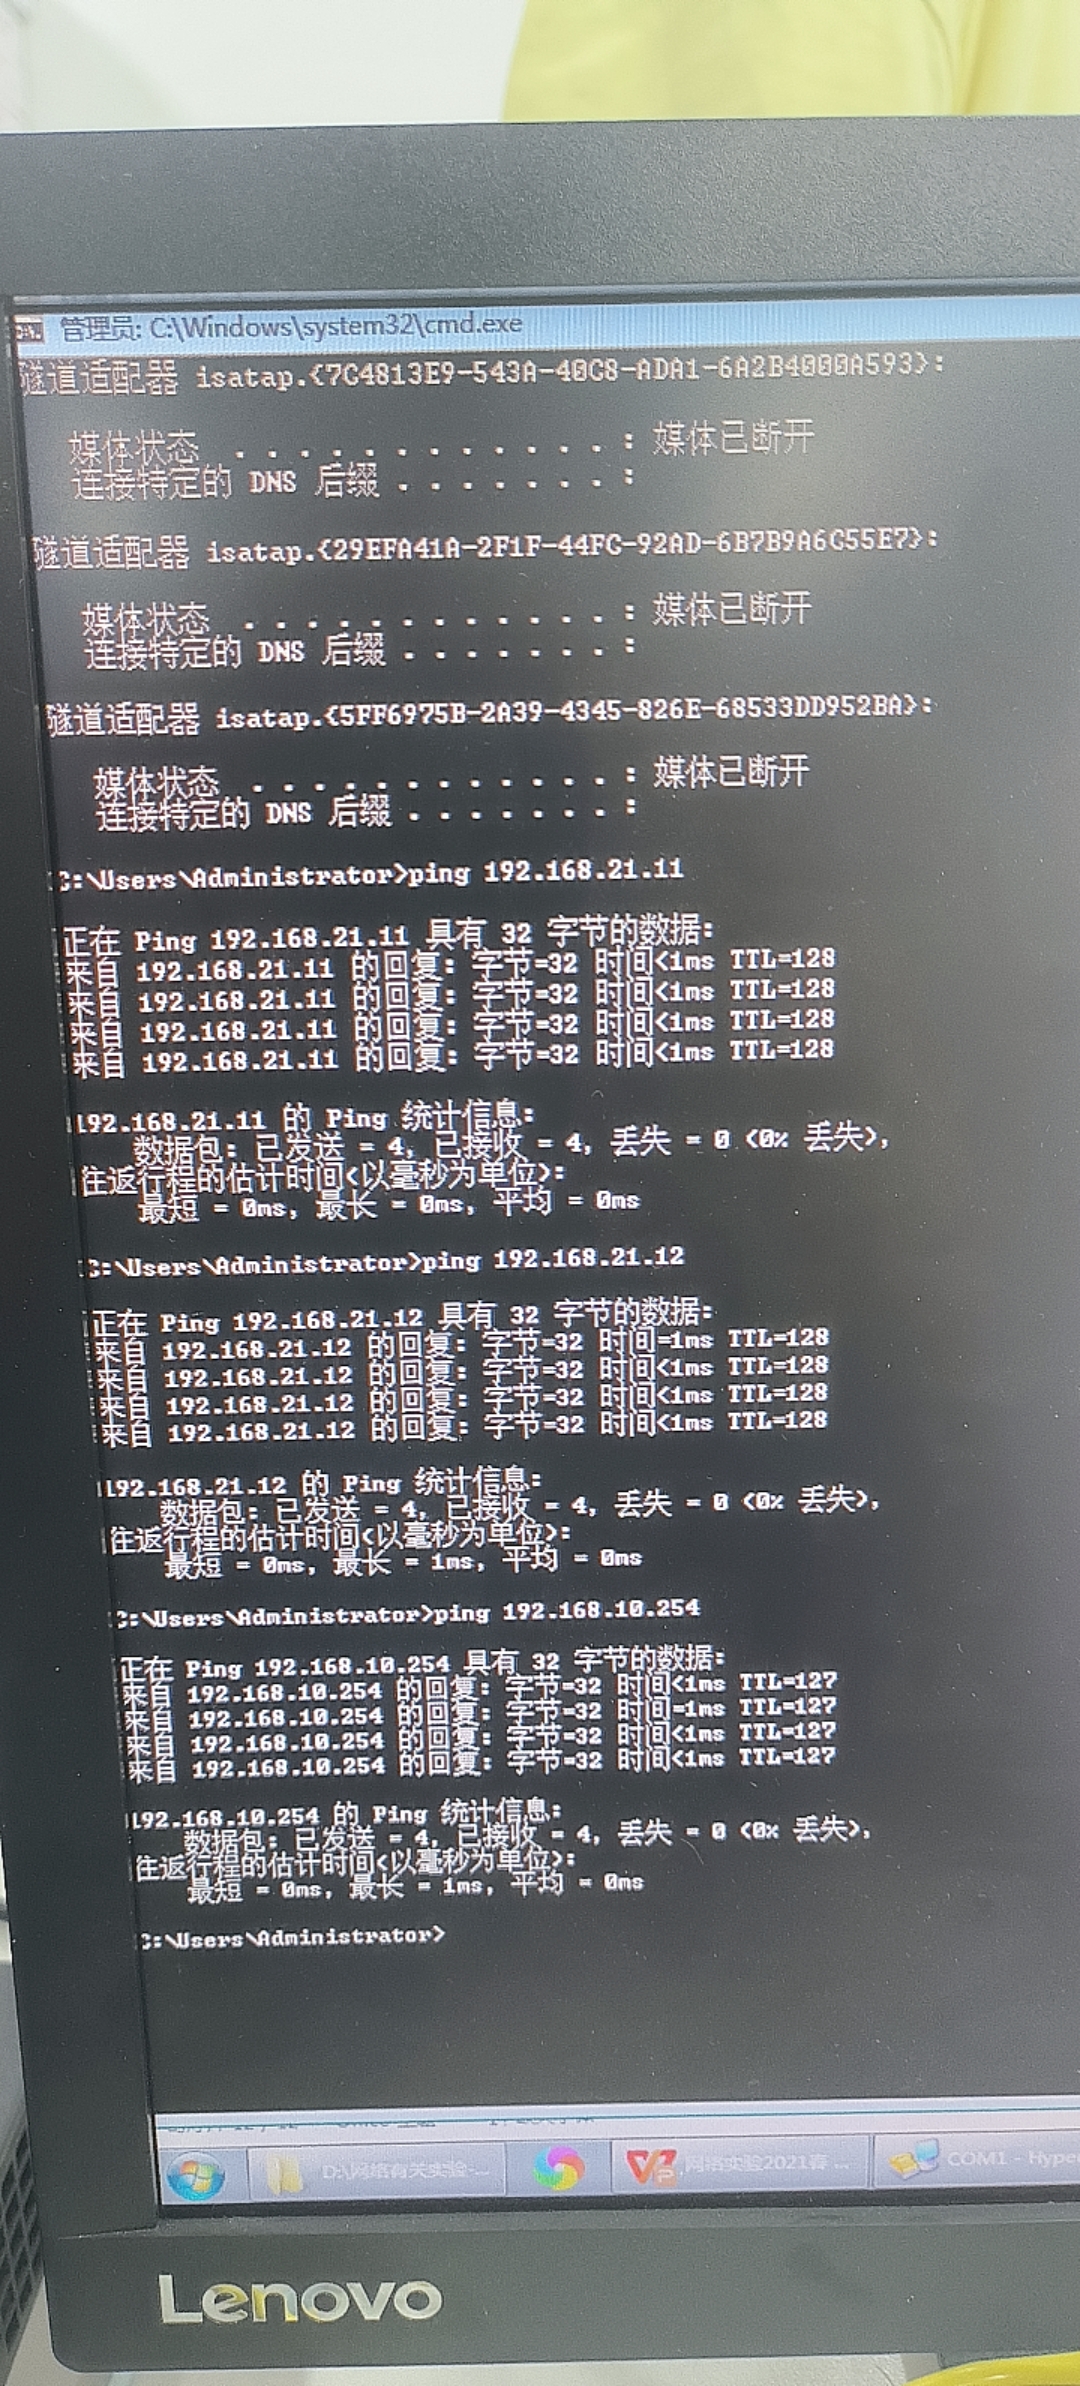 管理员: C:\Windows\system32\cmd.exe
隧道适配器 isatap.{7C4813E9-543A-40C8-ADA1-6A2B4000A593}:
媒体状态 . . . . . . . . . . . . : 媒体已断开
连接特定的 DNS 后缀 . . . . . . . :
隧道适配器 isatap.{29EFA41A-2F1F-44FC-92AD-6B7B9A6C55E7}:
媒体状态 . . . . . . . . . . . . : 媒体已断开
连接特定的 DNS 后缀 . . . . . . . :
隧道适配器 isatap.{5FF6975B-2A39-4345-826E-68533DD952BA}:
媒体状态 . . . . . . . . . . . . : 媒体已断开
连接特定的 DNS 后缀 . . . . . . . :
C:\Users\Administrator>ping 192.168.21.11
正在 Ping 192.168.21.11 具有 32 字节的数据:
来自 192.168.21.11 的回复: 字节=32 时间<1ms TTL=128
来自 192.168.21.11 的回复: 字节=32 时间<1ms TTL=128
来自 192.168.21.11 的回复: 字节=32 时间<1ms TTL=128
来自 192.168.21.11 的回复: 字节=32 时间<1ms TTL=128
192.168.21.11 的 Ping 统计信息:
数据包: 已发送 = 4, 已接收 = 4, 丢失 = 0 (0% 丢失),
往返行程的估计时间(以毫秒为单位):
最短 = 0ms, 最长 = 0ms, 平均 = 0ms
C:\Users\Administrator>ping 192.168.21.12
正在 Ping 192.168.21.12 具有 32 字节的数据:
来自 192.168.21.12 的回复: 字节=32 时间=1ms TTL=128
来自 192.168.21.12 的回复: 字节=32 时间<1ms TTL=128
来自 192.168.21.12 的回复: 字节=32 时间<1ms TTL=128
来自 192.168.21.12 的回复: 字节=32 时间<1ms TTL=128
192.168.21.12 的 Ping 统计信息:
数据包: 已发送 = 4, 已接收 = 4, 丢失 = 0 (0% 丢失),
往返行程的估计时间(以毫秒为单位):
最短 = 0ms, 最长 = 1ms, 平均 = 0ms
C:\Users\Administrator>ping 192.168.10.254
正在 Ping 192.168.10.254 具有 32 字节的数据:
来自 192.168.10.254 的回复: 字节=32 时间<1ms TTL=127
来自 192.168.10.254 的回复: 字节=32 时间=1ms TTL=127
来自 192.168.10.254 的回复: 字节=32 时间<1ms TTL=127
来自 192.168.10.254 的回复: 字节=32 时间<1ms TTL=127
192.168.10.254 的 Ping 统计信息:
数据包: 已发送 = 4, 已接收 = 4, 丢失 = 0 (0% 丢失),
往返行程的估计时间(以毫秒为单位):
最短 = 0ms, 最长 = 1ms, 平均 = 0ms
C:\Users\Administrator>
D:\网络有关实验-... 网络实验2021春 ... COM1 - Hype
Lenovo